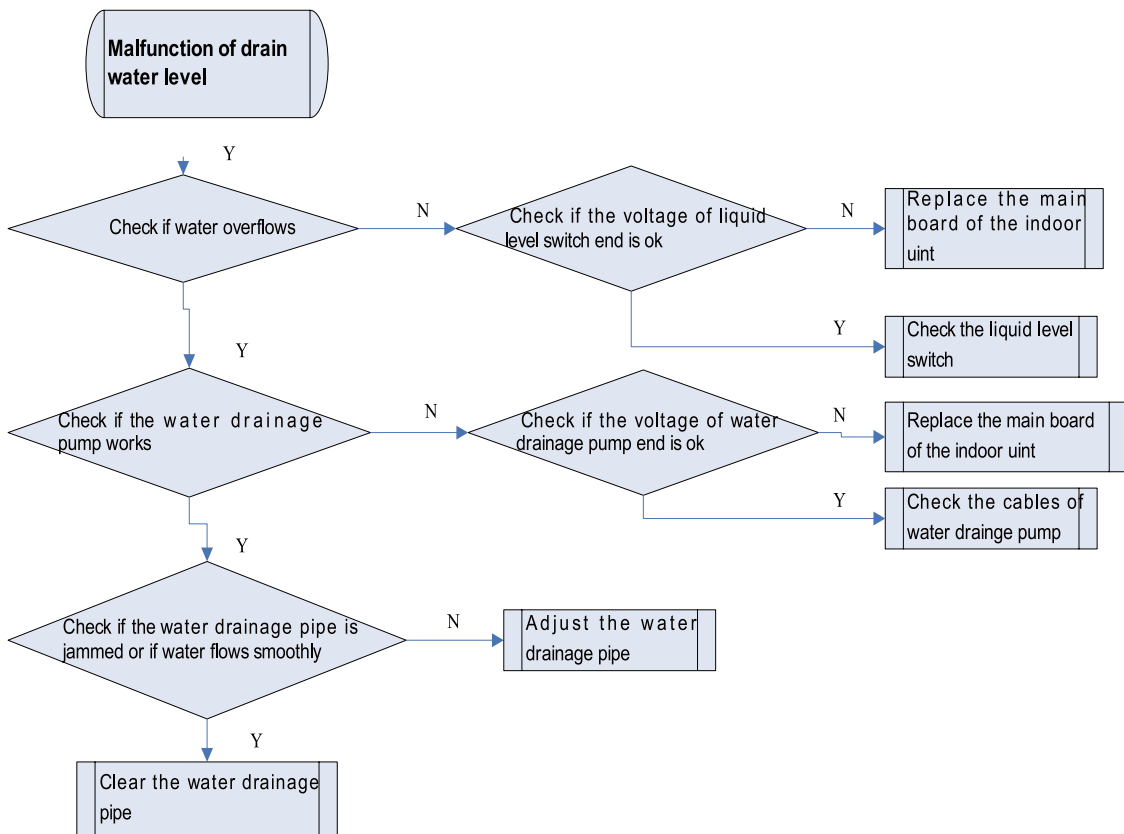 Malfunction of drain
water level
Y
Check if water overflows
N
Check if the voltage of liquid
level switch end is ok
N
Replace the main
board of the indoor
uint
Y
Check the liquid level
switch
Y
Check if the water drainage
pump works
N
Check if the voltage of water
drainage pump end is ok
N
Replace the main board
of the indoor uint
Y
Check the cables of
water drainge pump
Y
Check if the water drainage pipe is
jammed or if water flows smoothly
N
Adjust the water
drainage pipe
Y
Clear the water drainage
pipe